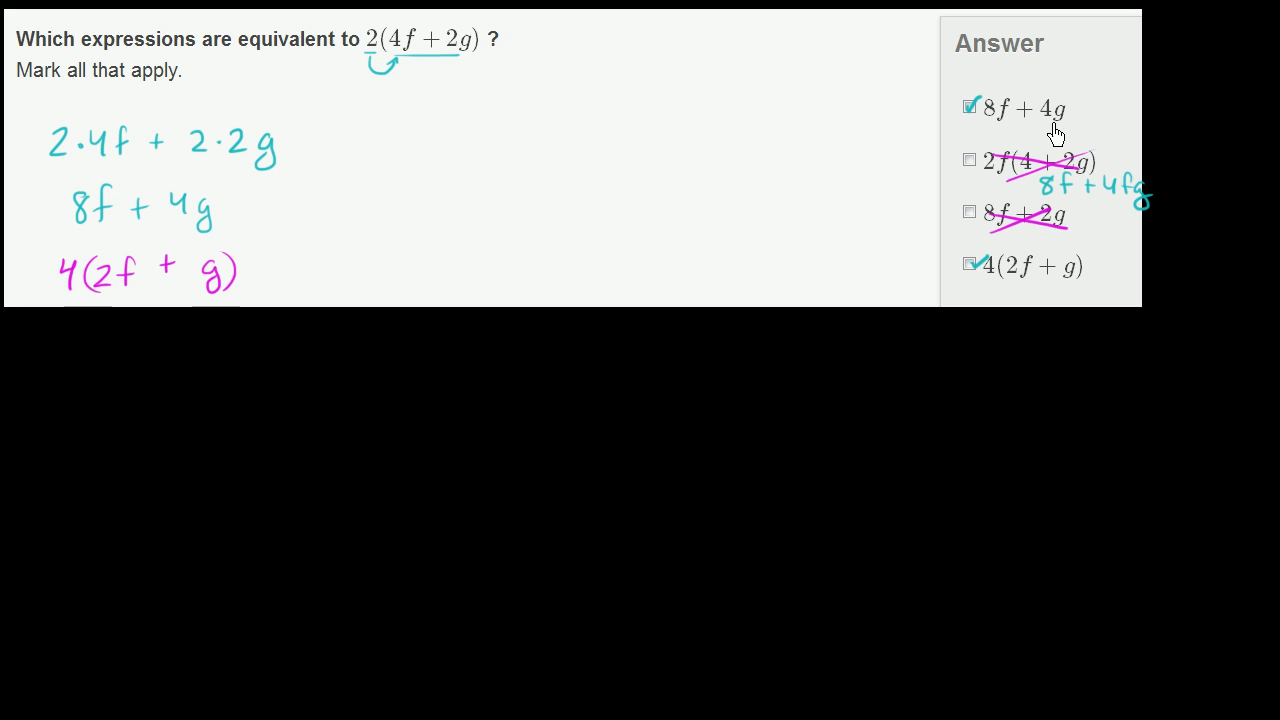 Which expressions are equivalent to 2(4f + 2g) ?
Mark all that apply.
2·4f + 2·2g
8f + 4g
4(2f + g)
Answer
8f + 4g
2f(4 + 2g)
8f + 4fg
8f + 2g
4(2f + g)